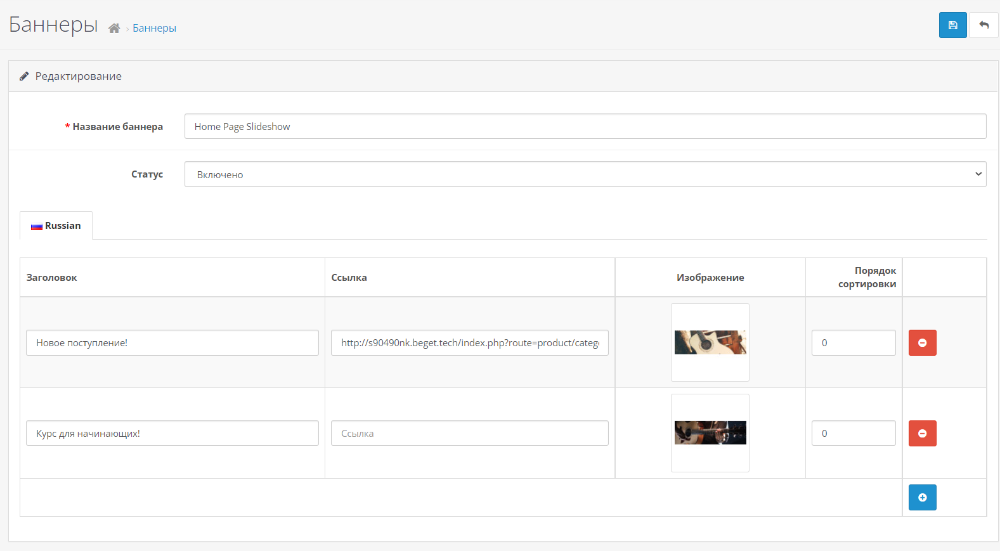 Баннеры
› Баннеры
Редактирование
* Название баннера
Home Page Slideshow
Статус
Включено
Russian
Заголовок
Ссылка
Изображение
Порядок
сортировки
Новое поступление!
http://s90490nk.beget.tech/index.php?route=product/catego
0
Курс для начинающих!
Ссылка
0